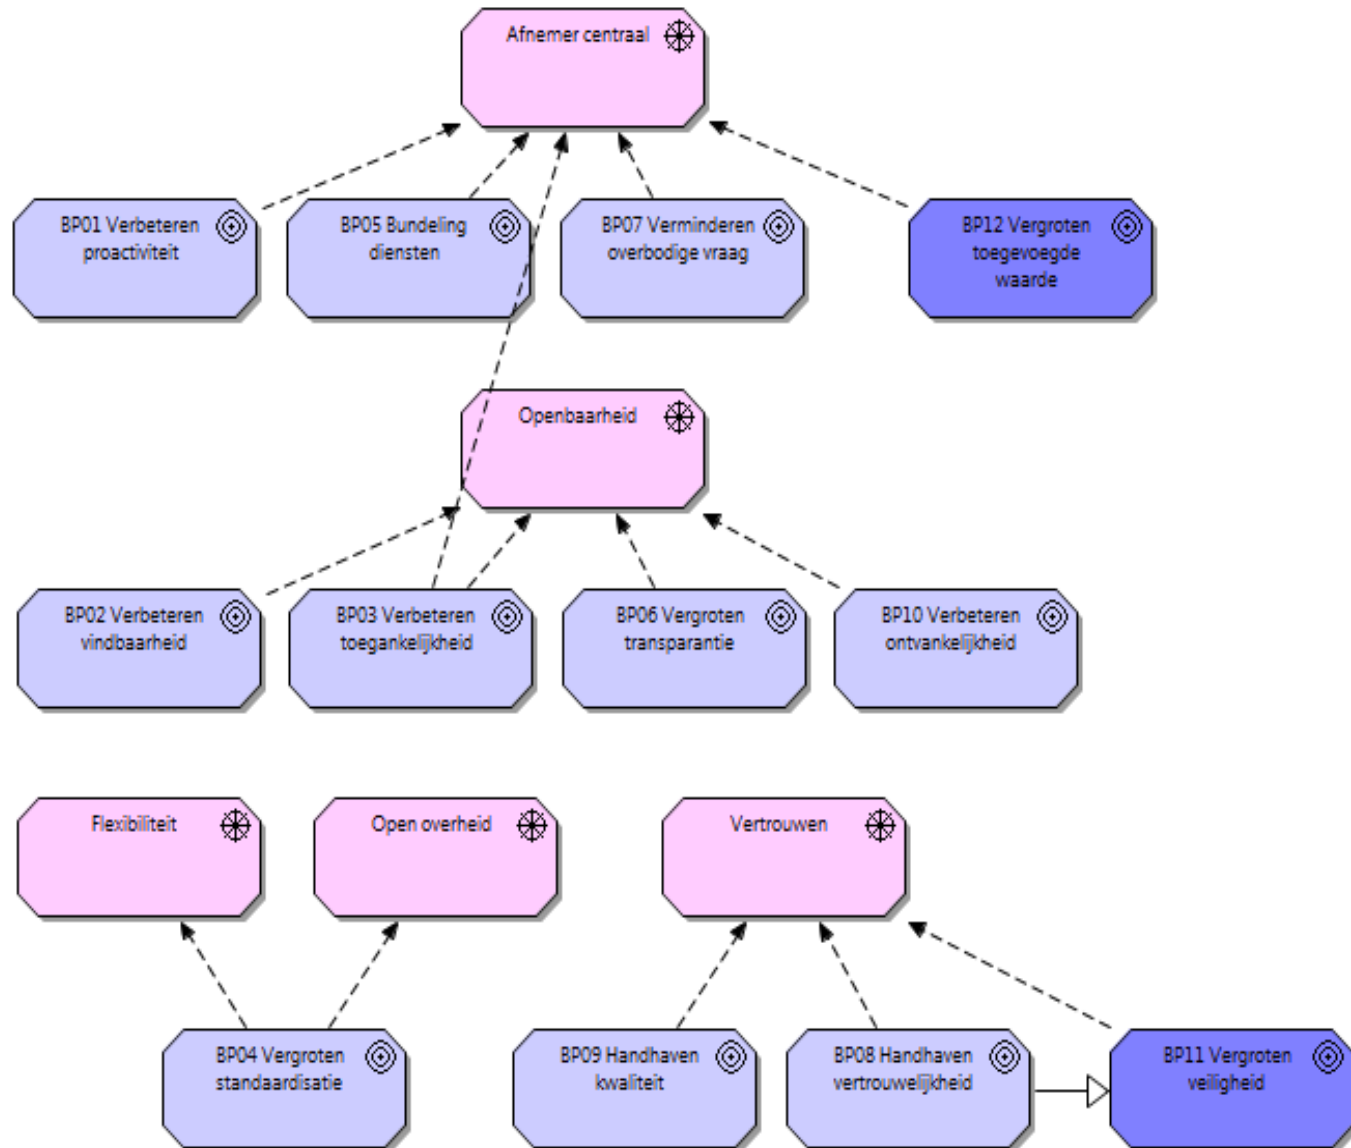 Afnemer centraal
BP01 Verbeteren
proactiviteit
BP05 Bundeling
diensten
BP07 Verminderen
overbodige vraag
BP12 Vergroten
toegevoegde
waarde
Openbaarheid
BP02 Verbeteren
vindbaarheid
BP03 Verbeteren
toegankelijkheid
BP06 Vergroten
transparantie
BP10 Verbeteren
ontvankelijkheid
Flexibiliteit
Open overheid
Vertrouwen
BP04 Vergroten
standaardisatie
BP09 Handhaven
kwaliteit
BP08 Handhaven
vertrouwelijkheid
BP11 Vergroten
veiligheid